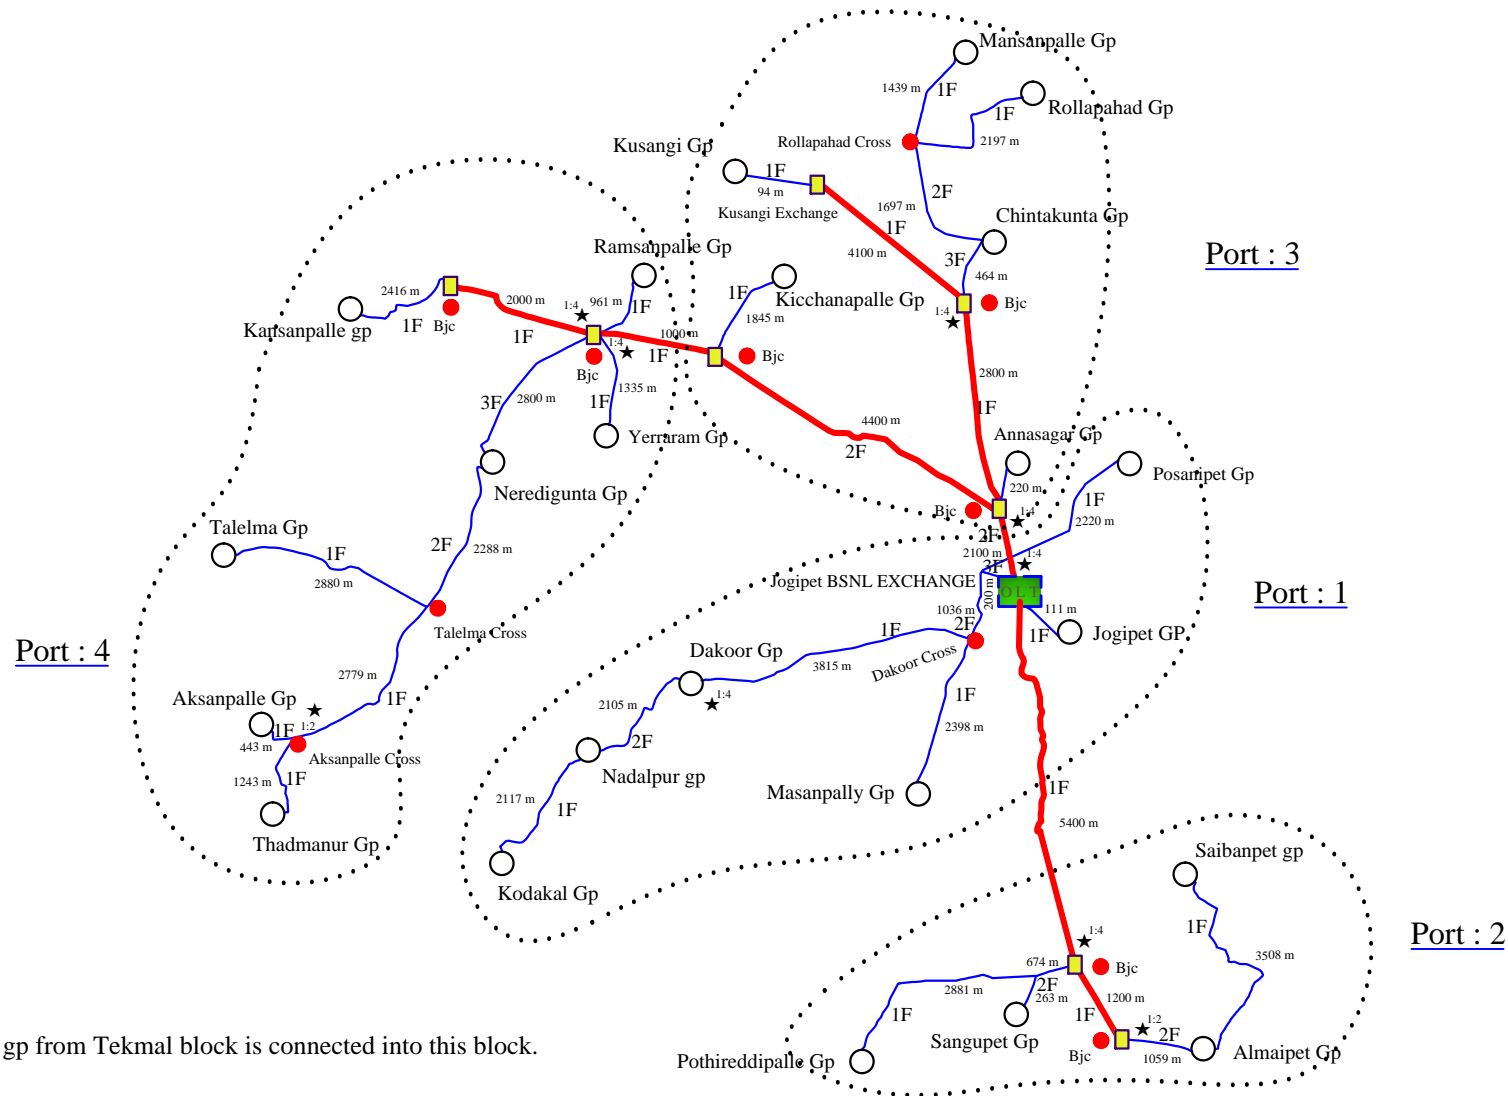 Mansanpalle Gp
1439 m
1F
Rollapahad Gp
1F
2197 m
Rollapahad Cross
Kusangi Gp
1F
94 m
Kusangi Exchange
2F
1697 m
1F
4100 m
Chintakunta Gp
3F
464 m
Port : 3
Bjc
1:4
Ramsanpalle Gp
961 m
1F
1:4
2416 m
1F
Kansanpalle gp
Bjc
2000 m
1F
1:4
Bjc
1000 m
1F
1F
1845 m
Kicchanapalle Gp
Bjc
2800 m
1F
3F
2800 m
1335 m
1F
Yerraram Gp
4400 m
2F
Annasagar Gp
220 m
Posanipet Gp
1F
2220 m
Neredigunta Gp
Bjc
1:4
2F
2100 m
1:4
3F
Talelma Gp
1F
2880 m
2F
2288 m
Jogipet BSNL EXCHANGE
200 m
O L T
111 m
1F
Jogipet GP
Port : 1
Talelma Cross
1036 m
2F
1F
Dakoor Cross
Dakoor Gp
3815 m
Port : 4
2779 m
1F
1:4
2105 m
2F
1F
2398 m
Aksanpalle Gp
1F
1:2
443 m
Aksanpalle Cross
1243 m
1F
Thadmanur Gp
Nadalpur gp
2117 m
1F
Masanpally Gp
1F
5400 m
Kodakal Gp
Saibanpet gp
1F
3508 m
Port : 2
1:4
674 m
Bjc
2881 m
2F
263 m
1F
1200 m
1F
1:2
2F
Sangupet Gp
Bjc
1059 m
Almaipet Gp
Pothireddipalle Gp
gp from Tekmal block is connected into this block.